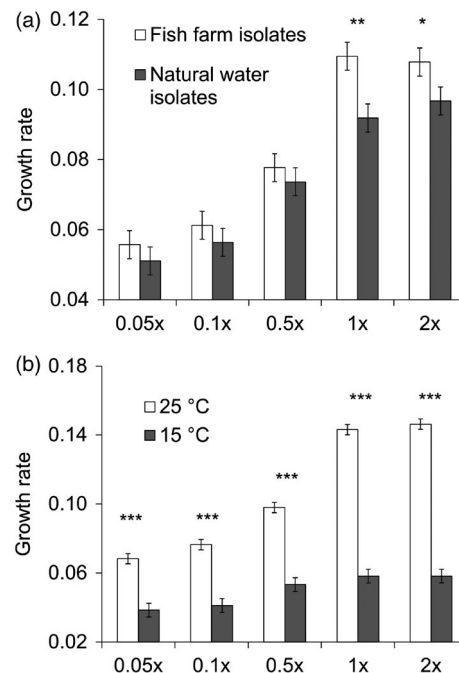 (a)
0.12
**
*
Fish farm isolates
Natural water
isolates
0.10
Growth rate
0.08
0.06
0.04
0.05x 0.1x 0.5x 1x 2x
(b)
0.18
25 °C
15 °C
*** ***
0.14
***
Growth rate
*** ***
0.10
0.06
0.02
0.05x 0.1x 0.5x 1x 2x